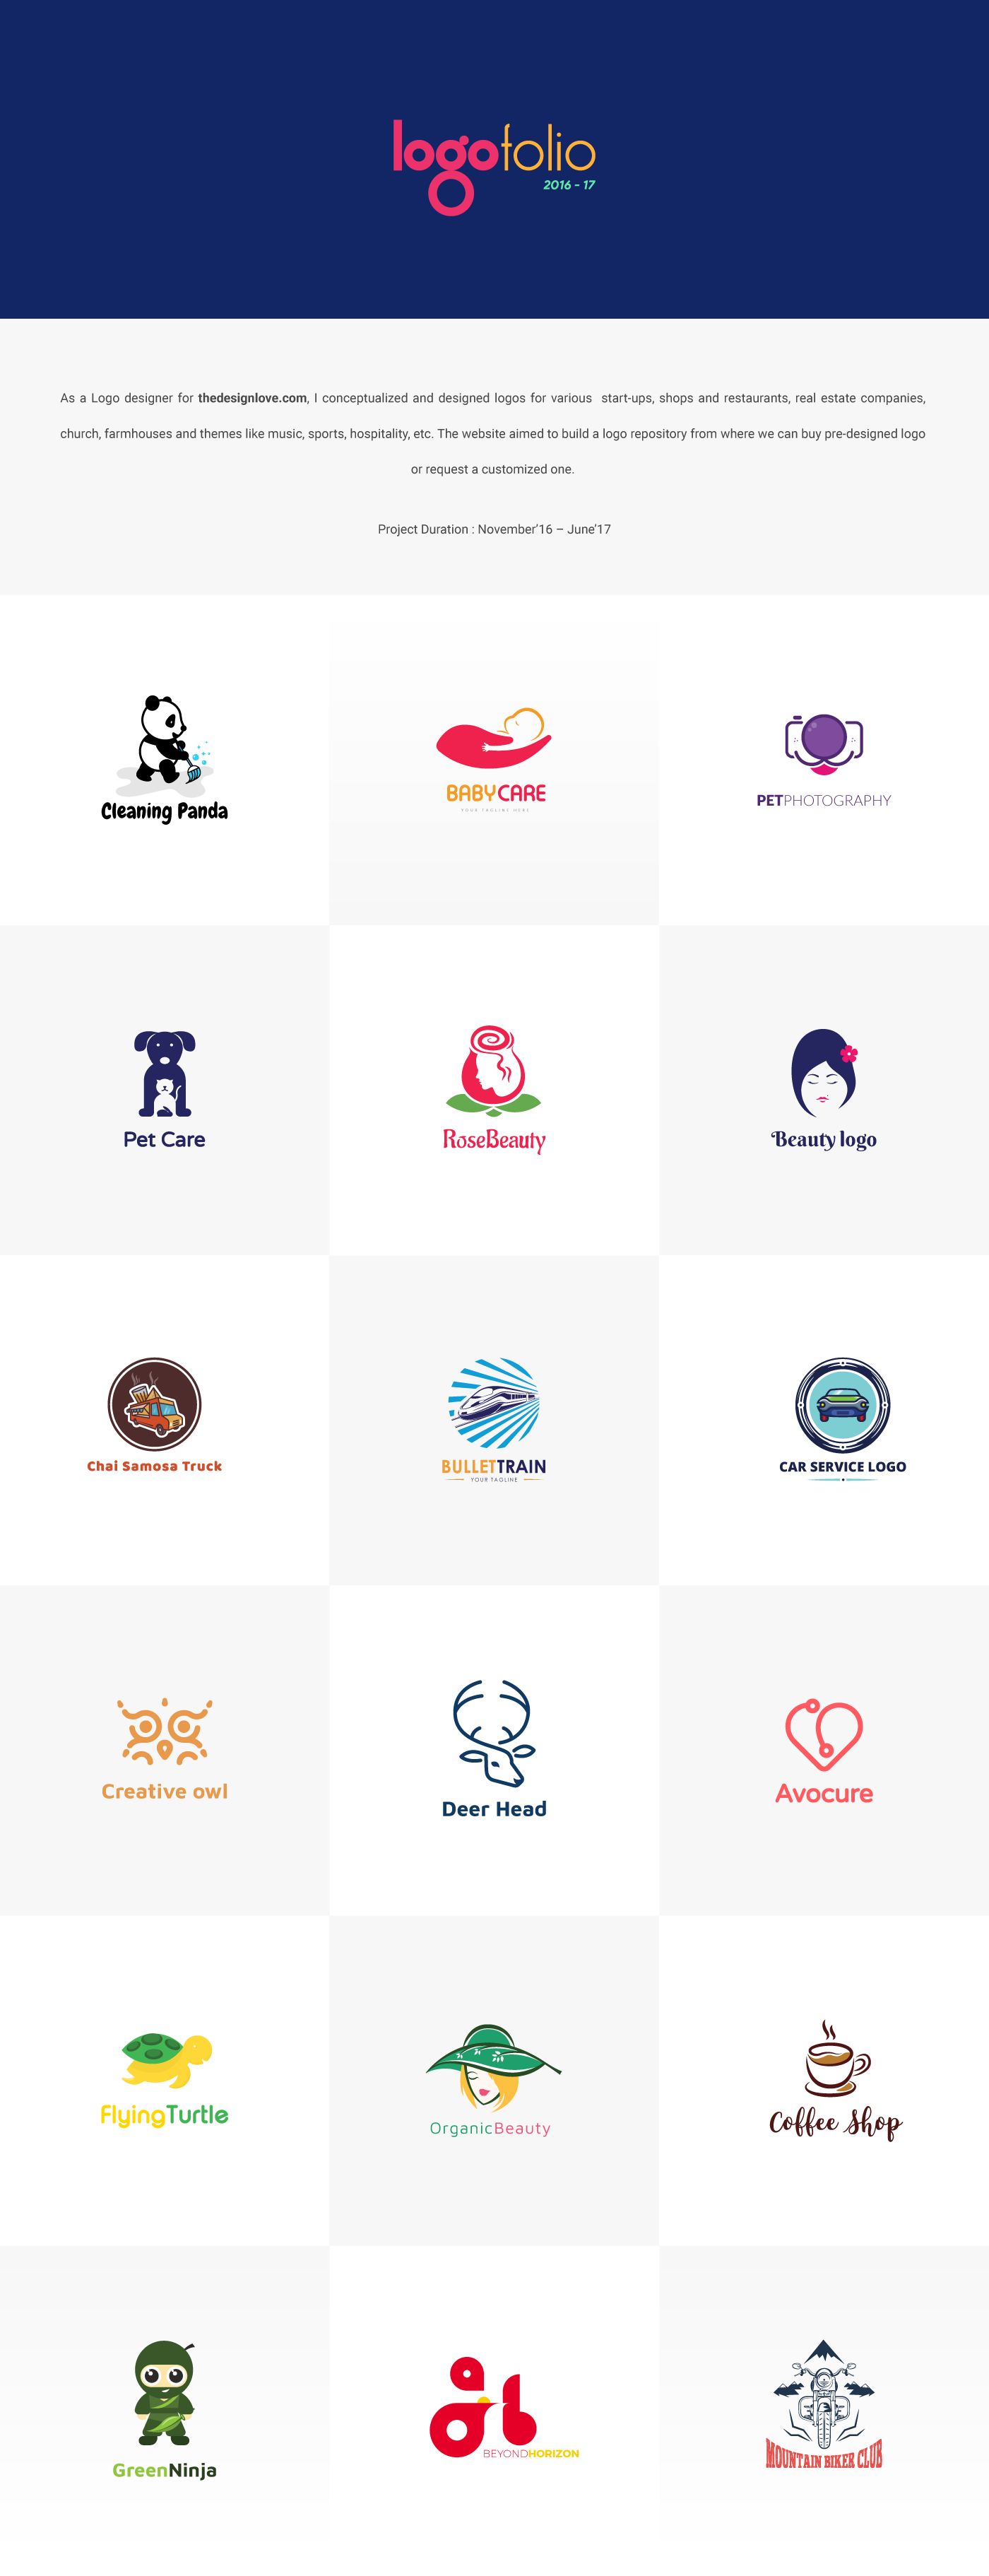 logofolio
2016 - 17
As a Logo designer for thedesignlove.com, I conceptualized and designed logos for various start-ups, shops and restaurants, real estate companies,
church, farmhouses and themes like music, sports, hospitality, etc. The website aimed to build a logo repository from where we can buy pre-designed logo
or request a customized one.
Project Duration : November'16 – June'17
Cleaning Panda
BABYCARE
YOUR TAGLINE HERE
PETPHOTOGRAPHY
Pet Care
RoseBeauty
Beauty logo
Chai Samosa Truck
BULLETTRAIN
YOUR TAGLINE
CAR SERVICE LOGO
Creative owl
Deer Head
Avocure
FlyingTurtle
OrganicBeauty
Coffee Shop
GreenNinja
BEYONDHORIZON
MOUNTAIN BIKER CLUB